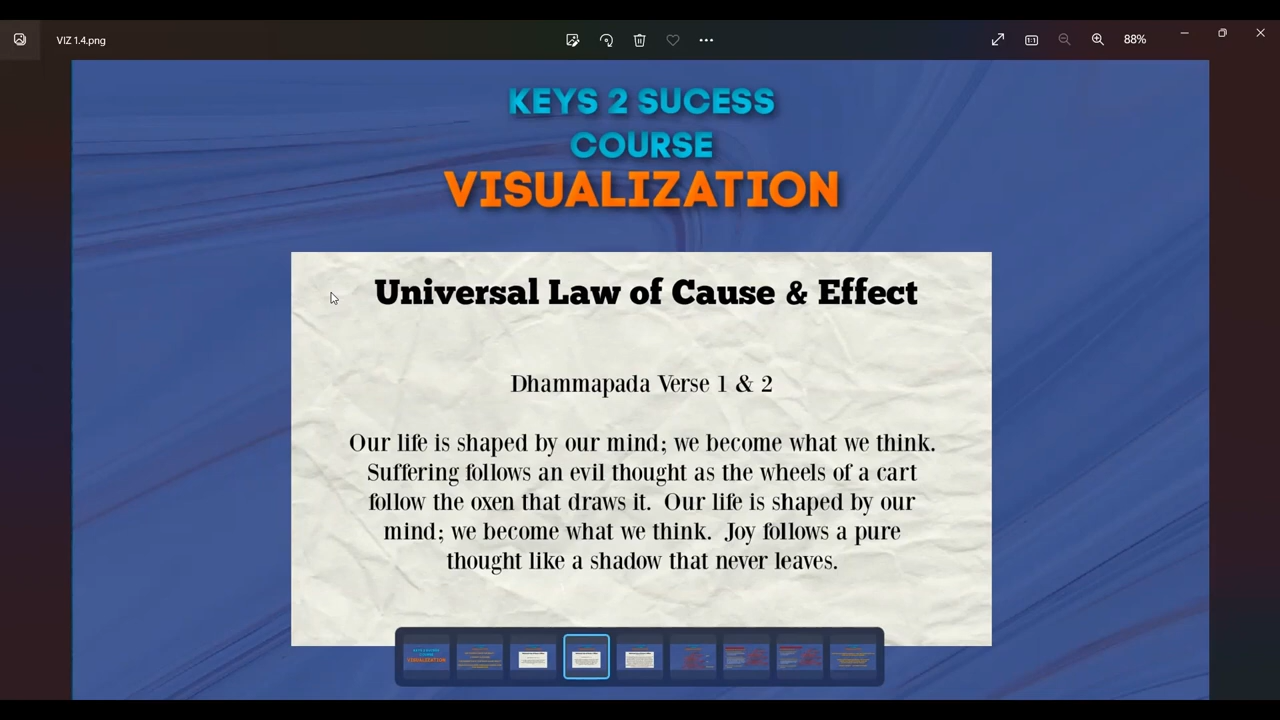 VIZ 1.4.png
88%
KEYS 2 SUCESS
COURSE
VISUALIZATION
Universal Law of Cause & Effect
Dhammapada Verse 1 & 2
Our life is shaped by our mind; we become what we think.
Suffering follows an evil thought as the wheels of a cart
follow the oxen that draws it. Our life is shaped by our
mind; we become what we think. Joy follows a pure
thought like a shadow that never leaves.